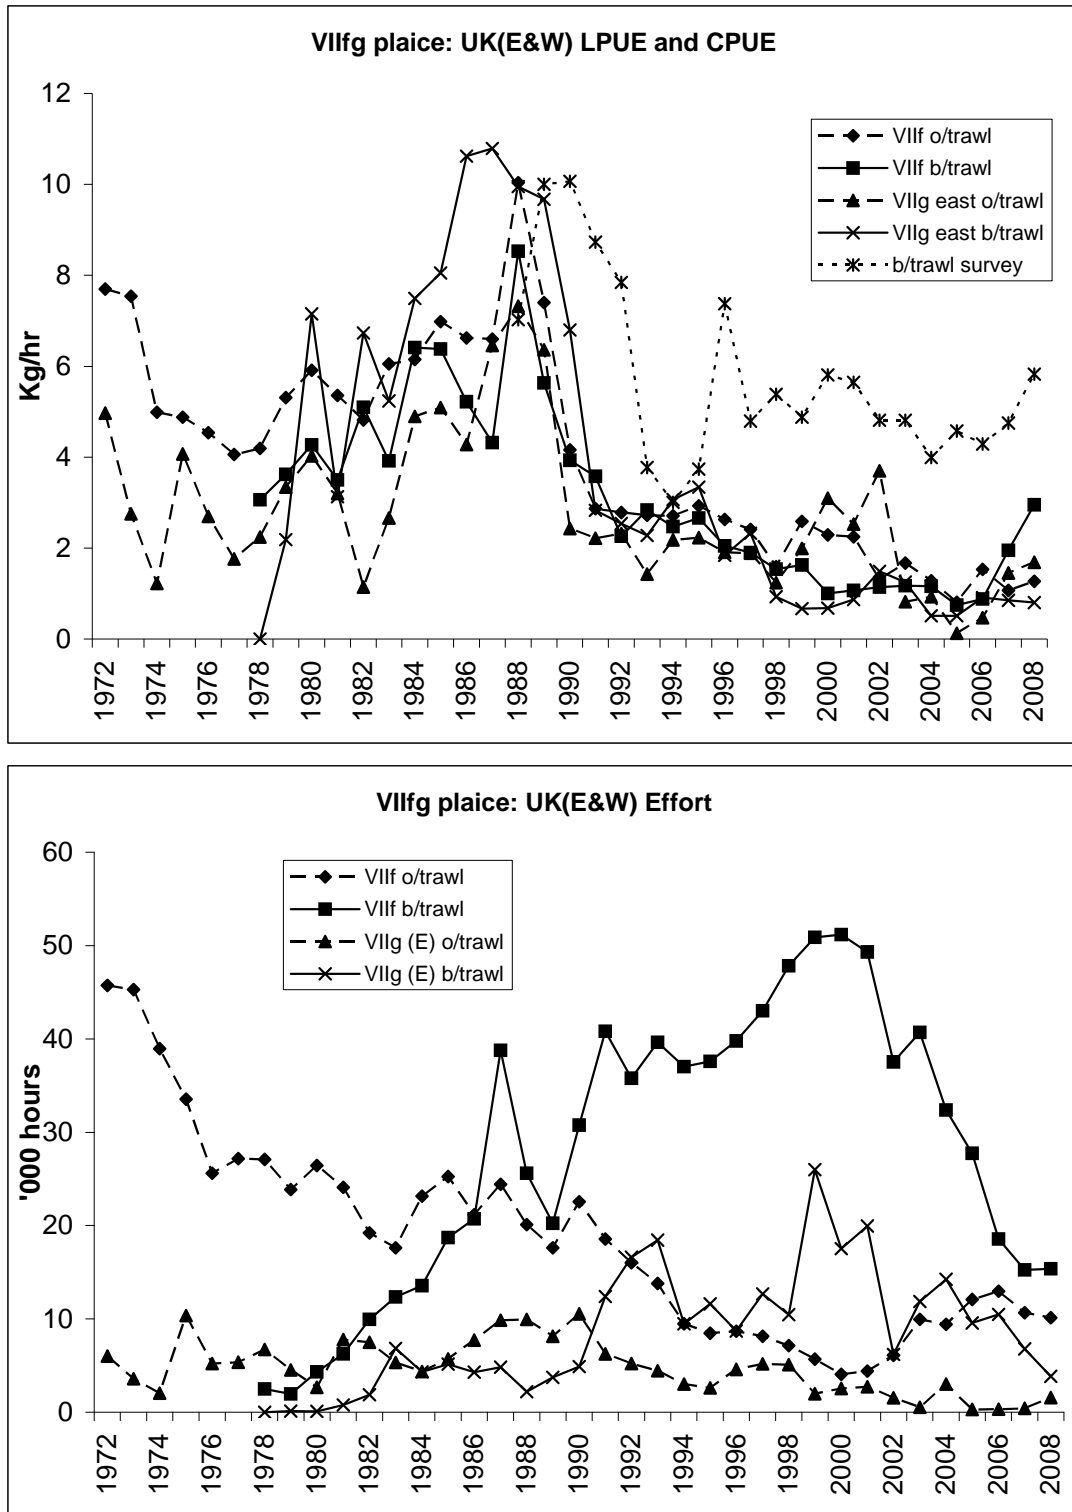 VIIfg plaice: UK(E&W) LPUE and CPUE
Kg/hr
12
10
8
6
4
2
0
VIIf o/trawl
VIIf b/trawl
VIIg east o/trawl
VIIg east b/trawl
b/trawl survey
1972 1974 1976 1978 1980 1982 1984 1986 1988 1990 1992 1994 1996 1998 2000 2002 2004 2006 2008
VIIfg plaice: UK(E&W) Effort
'000 hours
60
50
40
30
20
10
0
VIIf o/trawl
VIIf b/trawl
VIIg (E) o/trawl
VIIg (E) b/trawl
1972 1974 1976 1978 1980 1982 1984 1986 1988 1990 1992 1994 1996 1998 2000 2002 2004 2006 2008